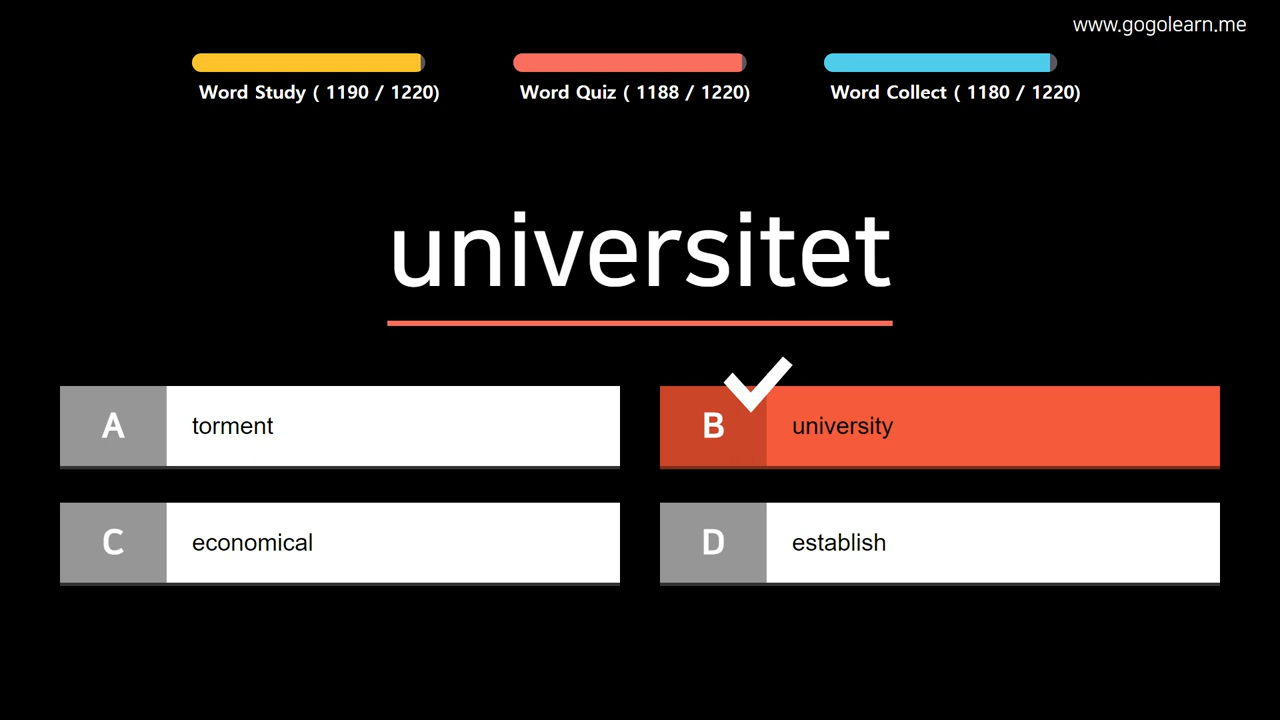 www.gogolearn.me
Word Study ( 1190 / 1220)
Word Quiz ( 1188 / 1220)
Word Collect ( 1180 / 1220)
universitet
A torment
B university
C economical
D establish